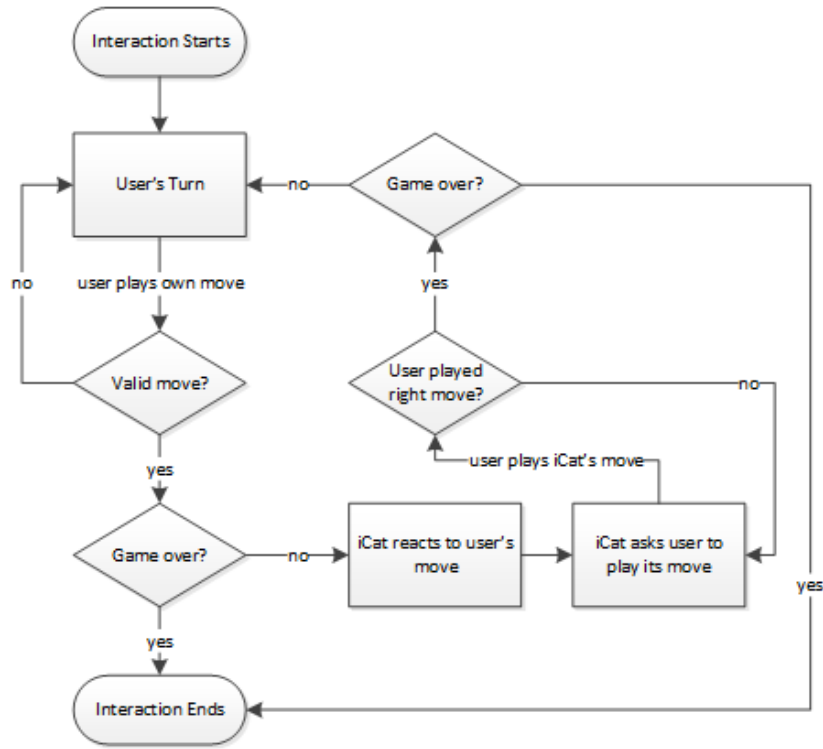 Interaction Starts
User's Turn
no
Game over?
no
user plays own move
yes
Valid move?
User played
right move?
no
yes
user plays iCat's move
Game over?
no
iCat reacts to user's
move
iCat asks user to
play its move
yes
yes
Interaction Ends